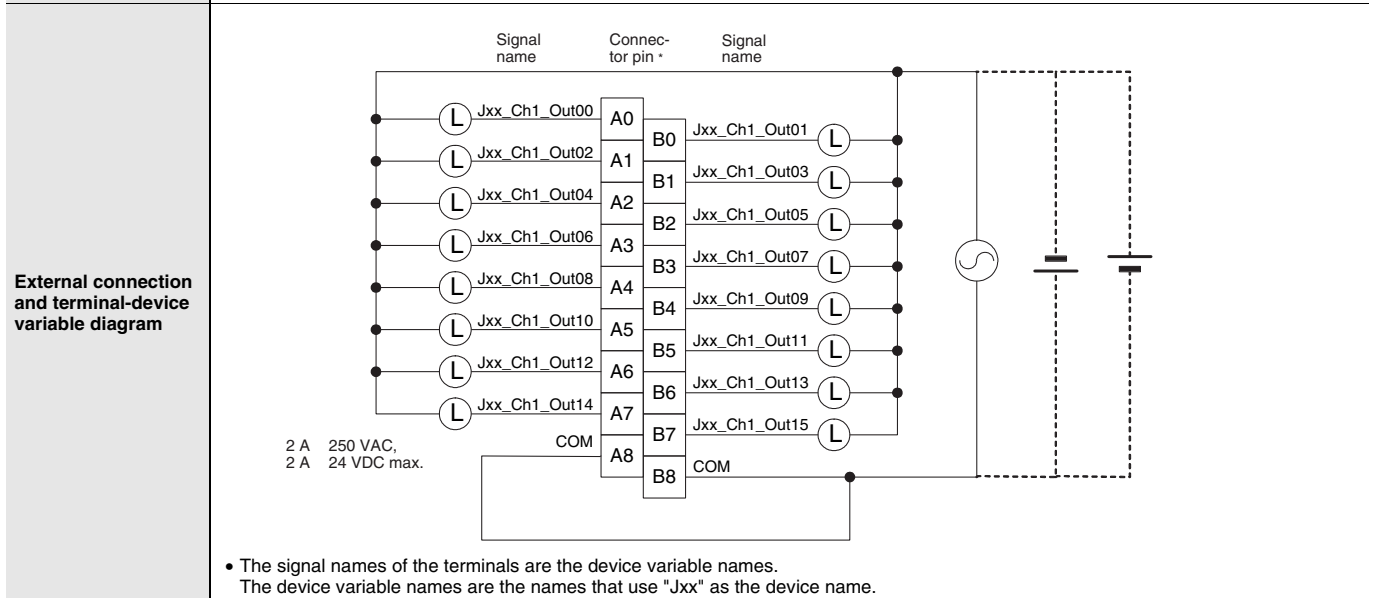 External connection
and terminal-device
variable diagram
Signal
name
Connec-
tor pin *
Signal
name
L Jxx_Ch1_Out00 A0
B0 Jxx_Ch1_Out01 L
L Jxx_Ch1_Out02 A1
B1 Jxx_Ch1_Out03 L
L Jxx_Ch1_Out04 A2
B2 Jxx_Ch1_Out05 L
L Jxx_Ch1_Out06 A3
B3 Jxx_Ch1_Out07 L
L Jxx_Ch1_Out08 A4
B4 Jxx_Ch1_Out09 L
L Jxx_Ch1_Out10 A5
B5 Jxx_Ch1_Out11 L
L Jxx_Ch1_Out12 A6
B6 Jxx_Ch1_Out13 L
L Jxx_Ch1_Out14 A7
B7 Jxx_Ch1_Out15 L
COM A8
B8 COM
2 A 250 VAC,
2 A 24 VDC max.
• The signal names of the terminals are the device variable names.
The device variable names are the names that use "Jxx" as the device name.